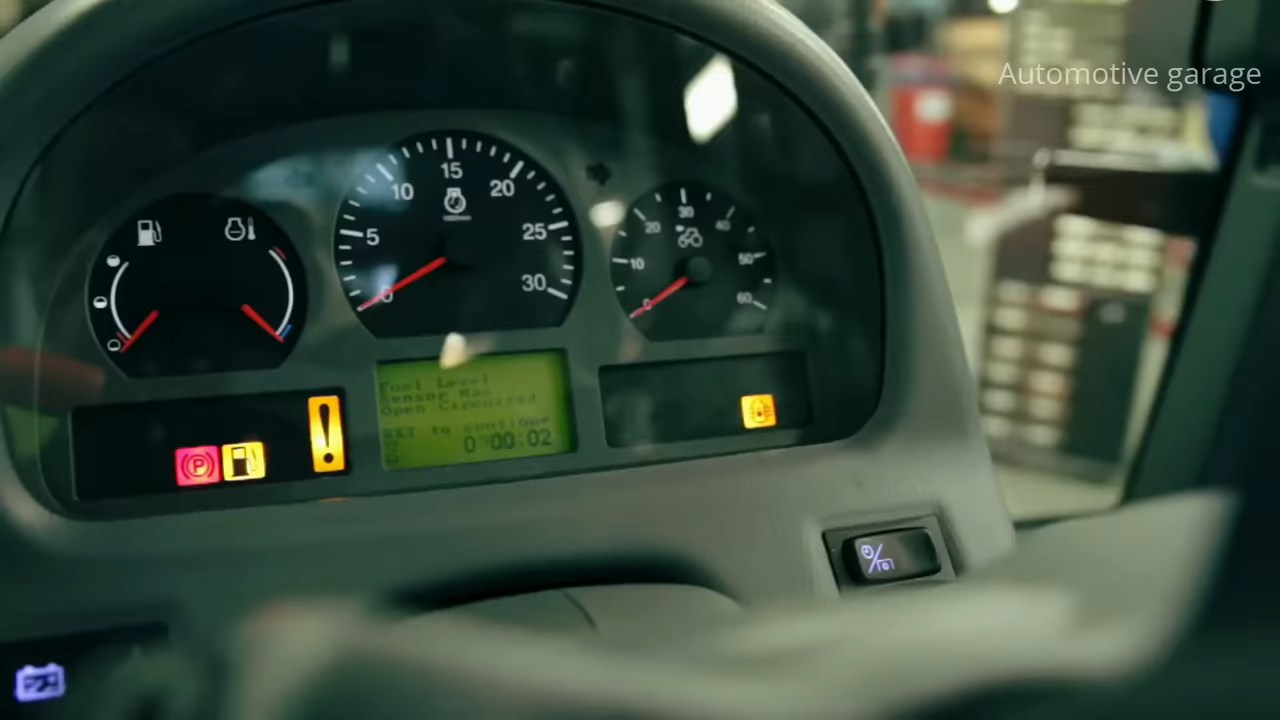 Automotive garage
15
10
20
5
25
0
30
30
20
40
10
50
0
60
Fuel Level
Sensor Has
Open Circuited
SET to continue
00:02
P
!